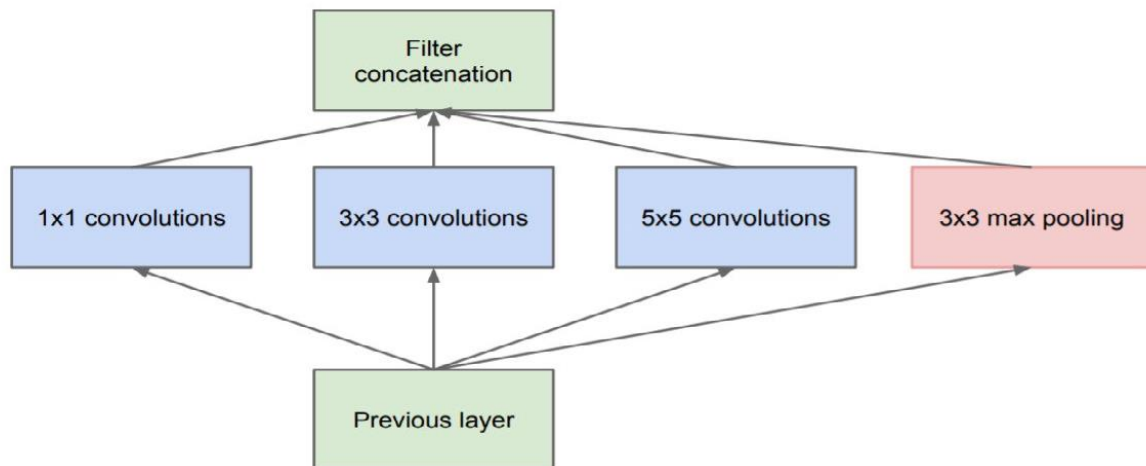 Filter
concatenation
1x1 convolutions
3x3 convolutions
5x5 convolutions
3x3 max pooling
Previous layer